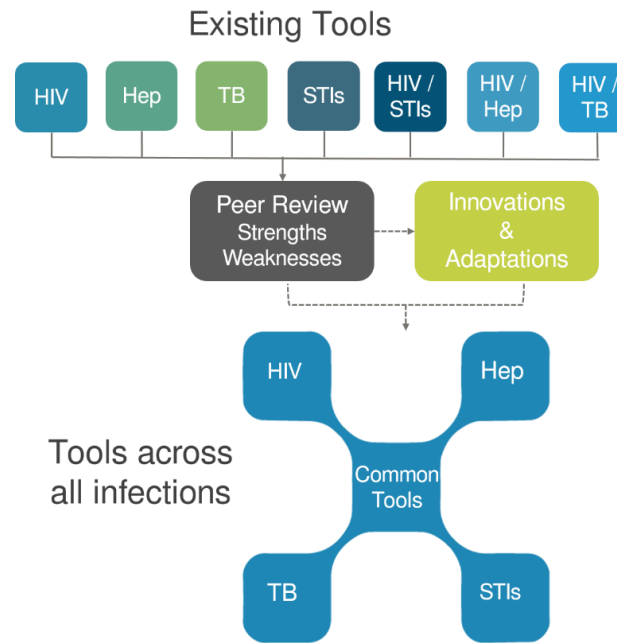 Existing Tools
HIV
Hep
TB
STIs
HIV /
STIs
HIV /
Hep
HIV /
TB
Peer Review
Strengths
Weaknesses
Innovations
&
Adaptations
HIV
Hep
Tools across
all infections
Common
Tools
TB
STIs